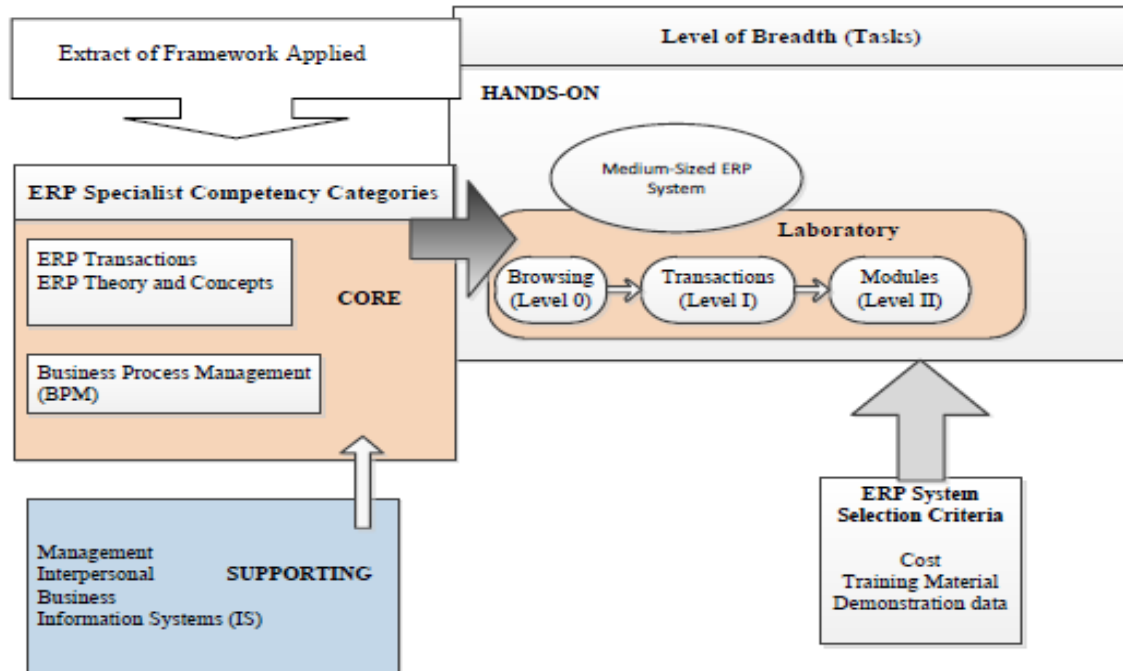 Extract of Framework Applied
Level of Breadth (Tasks)
HANDS-ON
Medium-Sized ERP
System
Laboratory
Browsing
(Level 0)
Transactions
(Level I)
Modules
(Level II)
ERP Specialist Competency Categories
ERP Transactions
ERP Theory and Concepts
CORE
Business Process Management
(BPM)
Management
Interpersonal
SUPPORTING
Business
Information Systems (IS)
ERP System
Selection Criteria
Cost
Training Material
Demonstration data